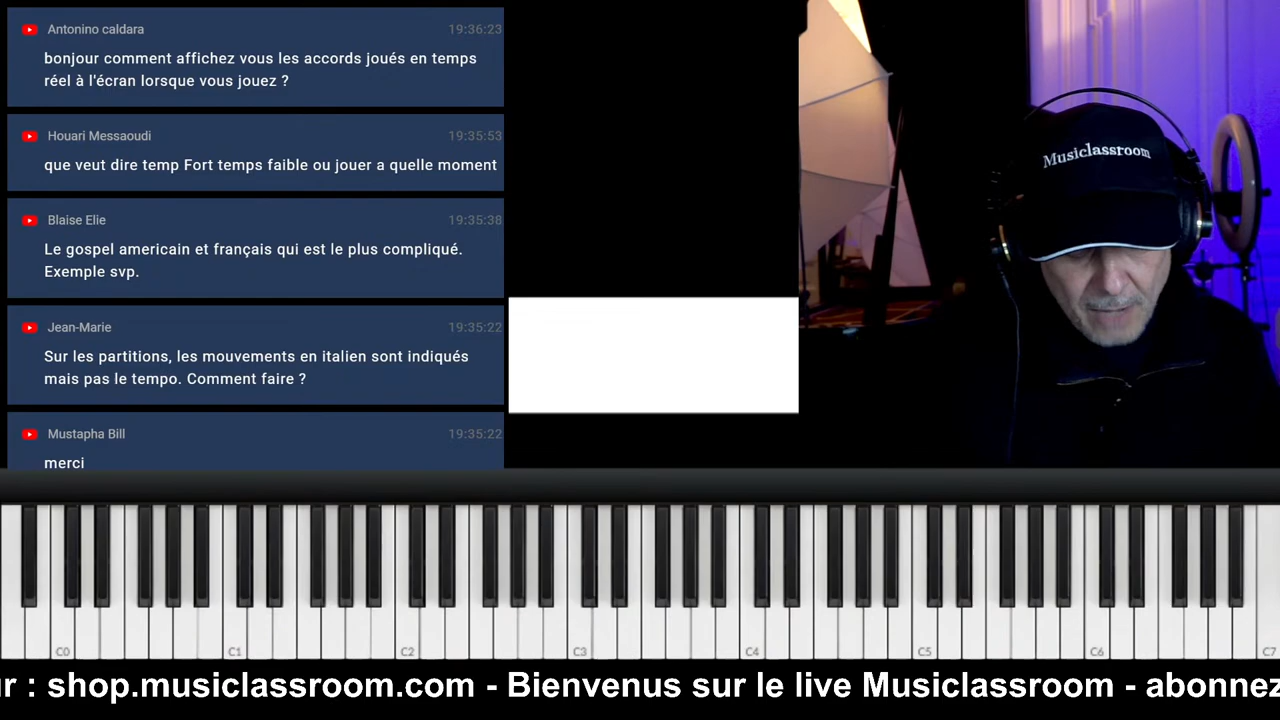 Antonino caldara 19:36:23
bonjour comment affichez vous les accords joués en temps
réel à l'écran lorsque vous jouez ?
Houari Messaoudi 19:35:53
que veut dire temp Fort temps faible ou jouer a quelle moment
Blaise Elie 19:35:38
Le gospel americain et français qui est le plus compliqué.
Exemple svp.
Jean-Marie 19:35:22
Sur les partitions, les mouvements en italien sont indiqués
mais pas le tempo. Comment faire ?
Mustapha Bill 19:35:22
merci
Musiclassroom
C0 C1 C2 C3 C4 C5 C6 C7
r : shop.musiclassroom.com - Bienvenus sur le live Musiclassroom - abonnez